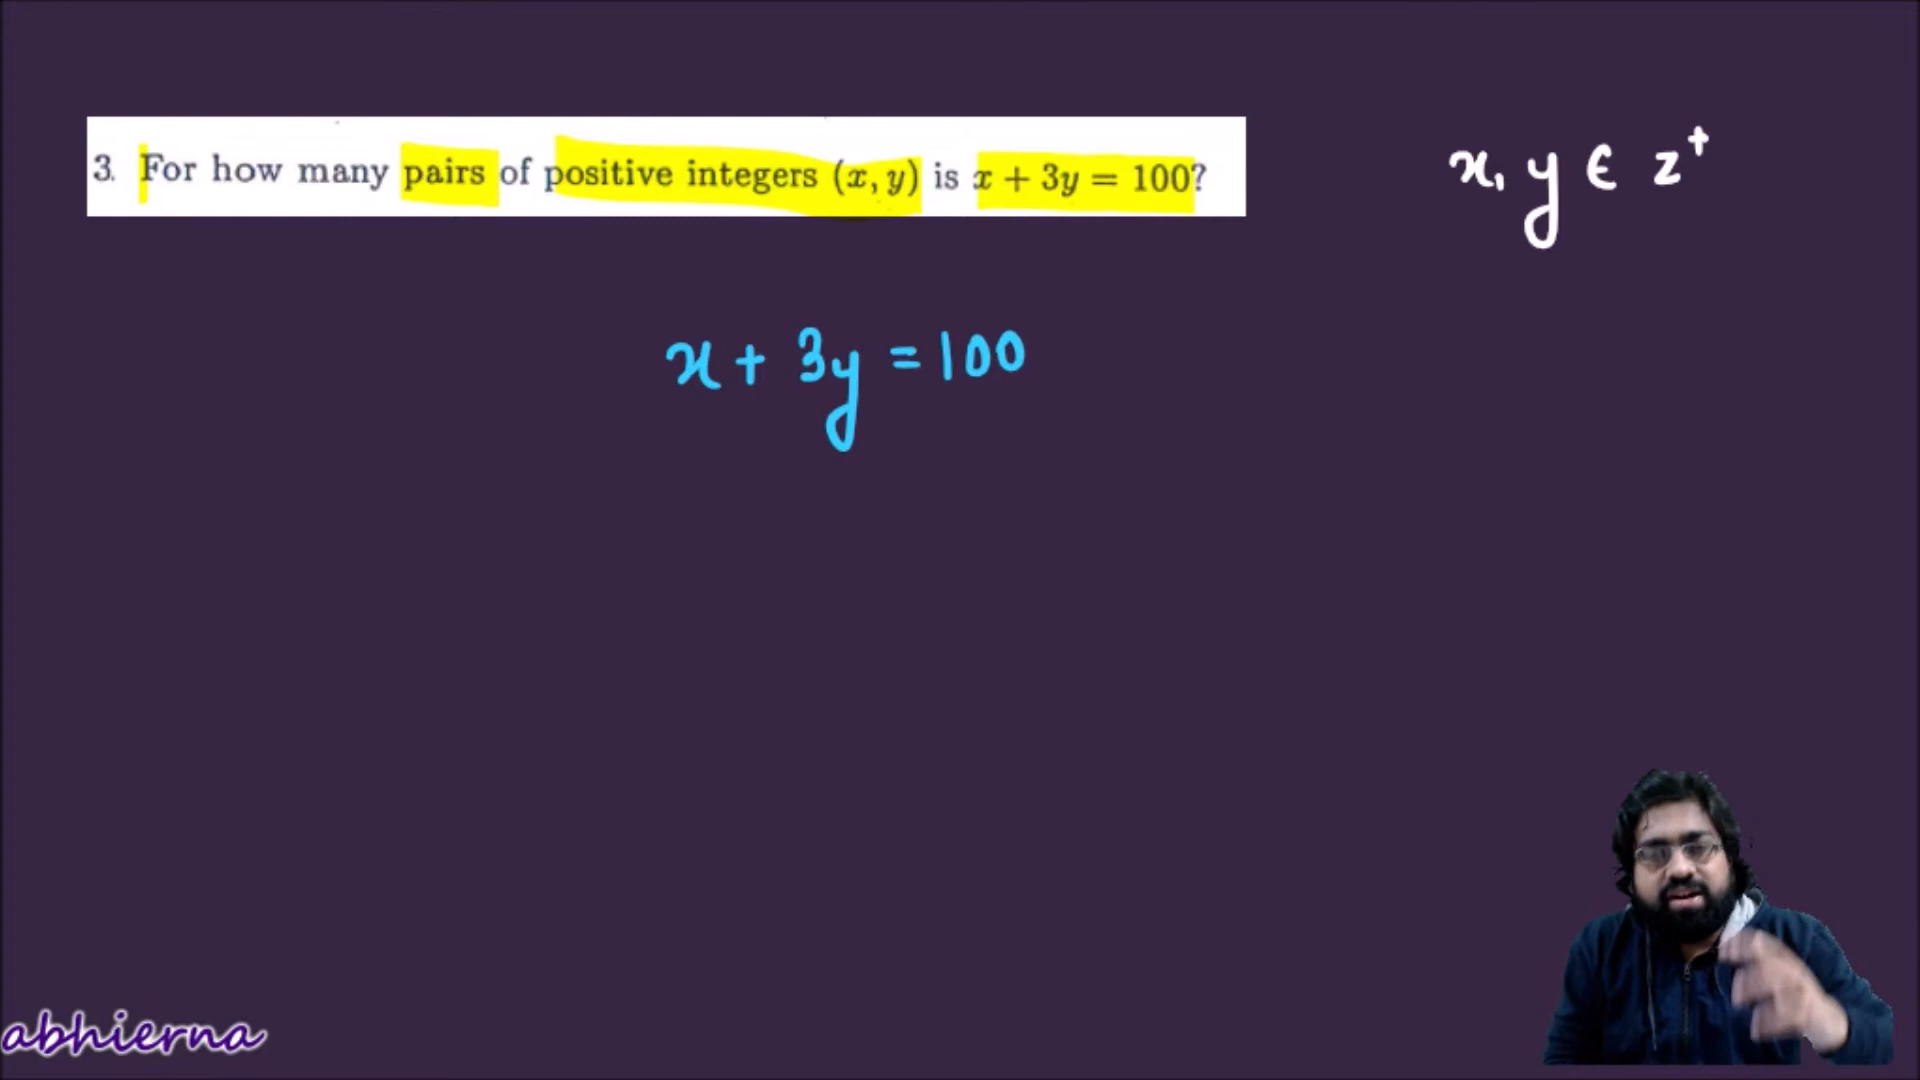 3. For how many pairs of positive integers (x, y) is x + 3y = 100?
x, y ∈ z⁺
x + 3y = 100
abhierna